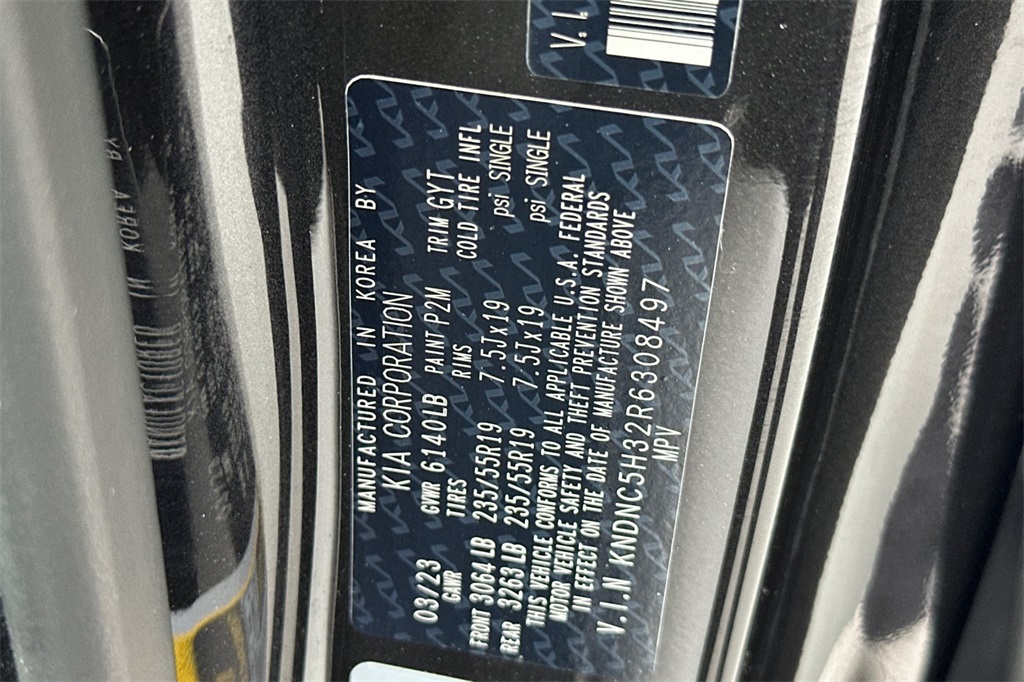 V.I.
MANUFACTURED IN KOREA BY
KIA CORPORATION
03/23 GVWR 6140LB PAINT P2M TRIM GYT
GAWR TIRES RIMS COLD TIRE INFL
FRONT 3064 LB 235/55R19 7.5Jx19 psi SINGLE
REAR 3263 LB 235/55R19 7.5Jx19 psi SINGLE
THIS VEHICLE CONFORMS TO ALL APPLICABLE U.S.A. FEDERAL
MOTOR VEHICLE SAFETY AND THEFT PREVENTION STANDARDS
IN EFFECT ON THE DATE OF MANUFACTURE SHOWN ABOVE
V.I.N KNDNC5H32R6308497
MPV